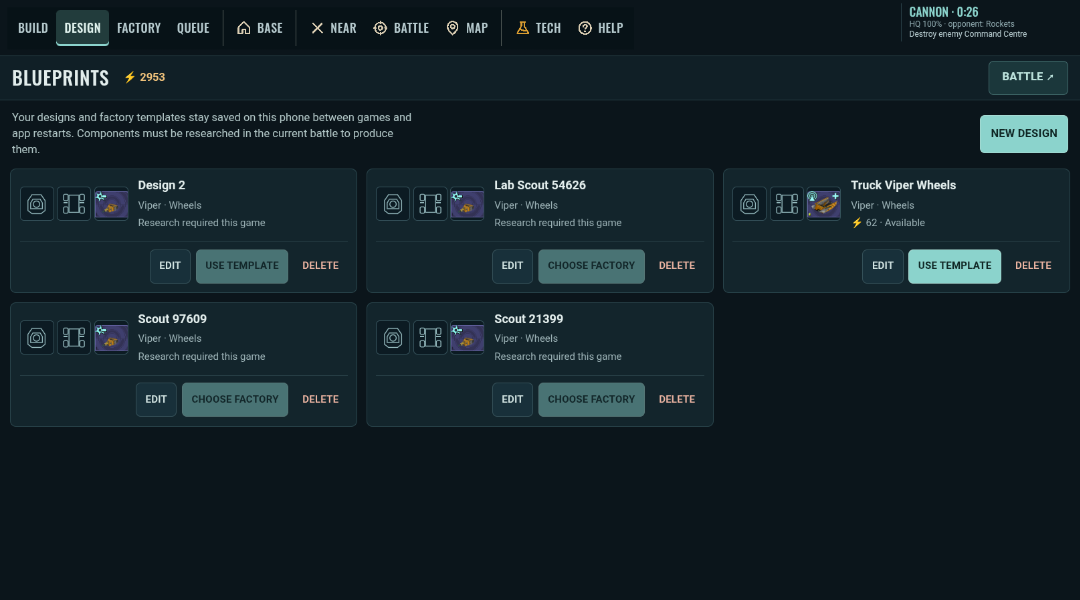 BUILD DESIGN FACTORY QUEUE BASE NEAR BATTLE MAP TECH HELP
CANNON · 0:26
HQ 100% · opponent: Rockets
Destroy enemy Command Centre
BLUEPRINTS ⚡ 2953
BATTLE ↗
Your designs and factory templates stay saved on this phone between games and
app restarts. Components must be researched in the current battle to produce
them.
NEW DESIGN
Design 2
Viper · Wheels
Research required this game
EDIT USE TEMPLATE DELETE
Lab Scout 54626
Viper · Wheels
Research required this game
EDIT CHOOSE FACTORY DELETE
Truck Viper Wheels
Viper · Wheels
⚡ 62 · Available
EDIT USE TEMPLATE DELETE
Scout 97609
Viper · Wheels
Research required this game
EDIT CHOOSE FACTORY DELETE
Scout 21399
Viper · Wheels
Research required this game
EDIT CHOOSE FACTORY DELETE